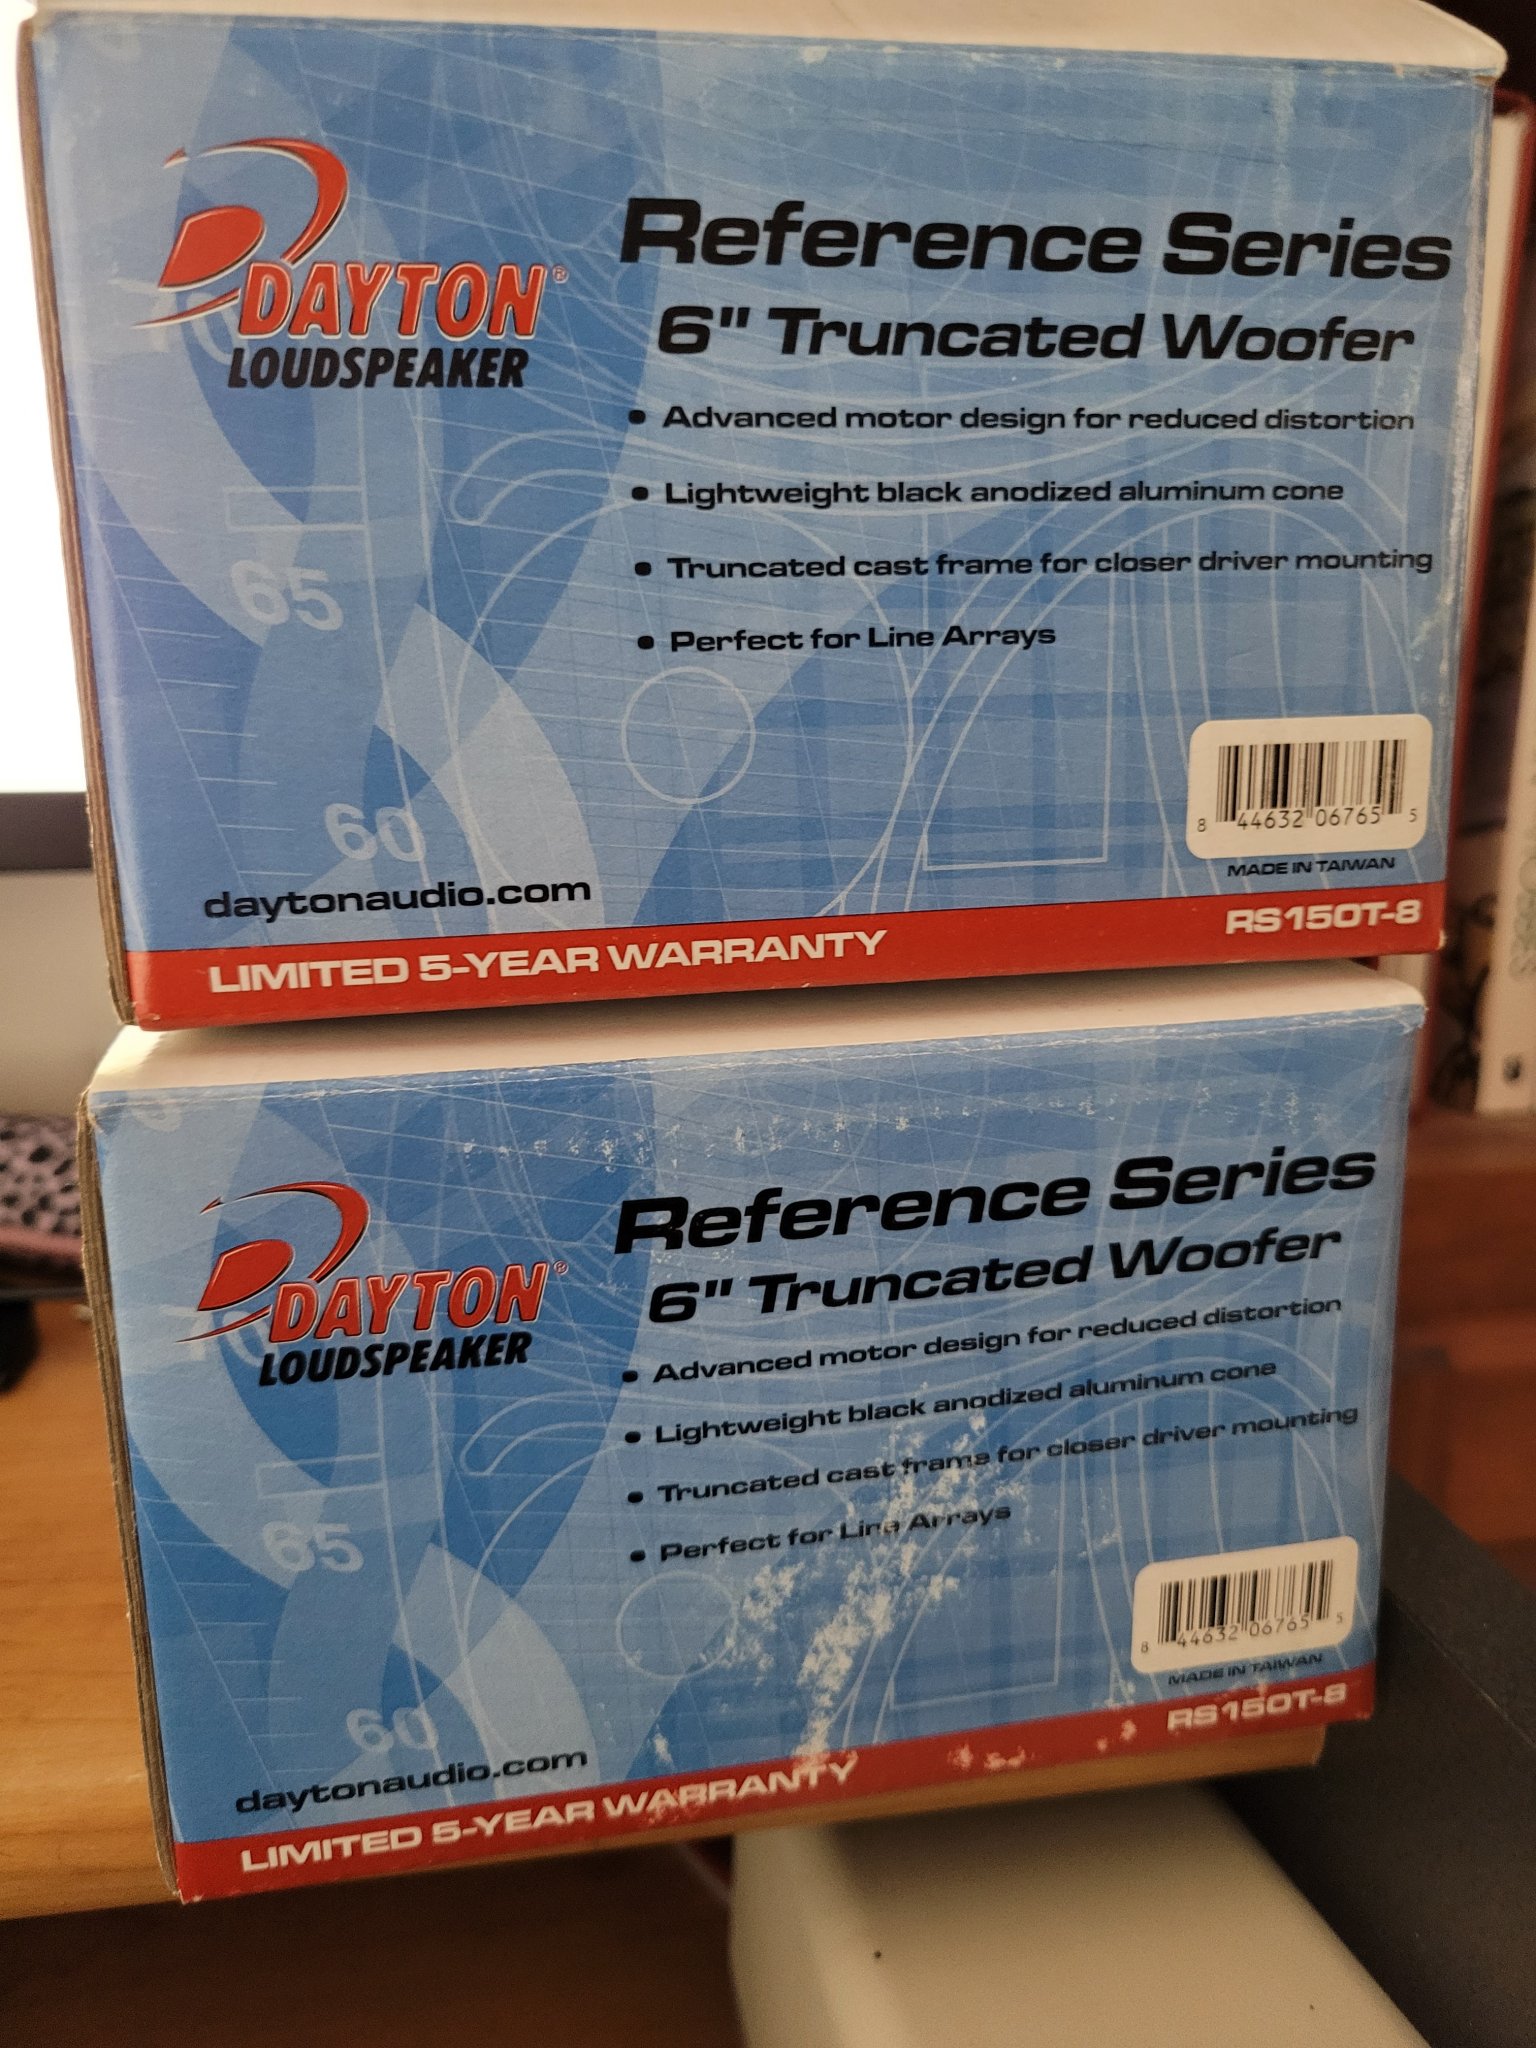 DAYTON®
LOUDSPEAKER
Reference Series
6" Truncated Woofer
• Advanced motor design for reduced distortion
• Lightweight black anodized aluminum cone
• Truncated cast frame for closer driver mounting
• Perfect for Line Arrays
65
60
8 44632 06765 5
MADE IN TAIWAN
daytonaudio.com
LIMITED 5-YEAR WARRANTY
RS150T-8
DAYTON®
LOUDSPEAKER
Reference Series
6" Truncated Woofer
• Advanced motor design for reduced distortion
• Lightweight black anodized aluminum cone
• Truncated cast frame for closer driver mounting
• Perfect for Line Arrays
65
60
8 44632 06765 5
MADE IN TAIWAN
daytonaudio.com
LIMITED 5-YEAR WARRANTY
RS150T-8